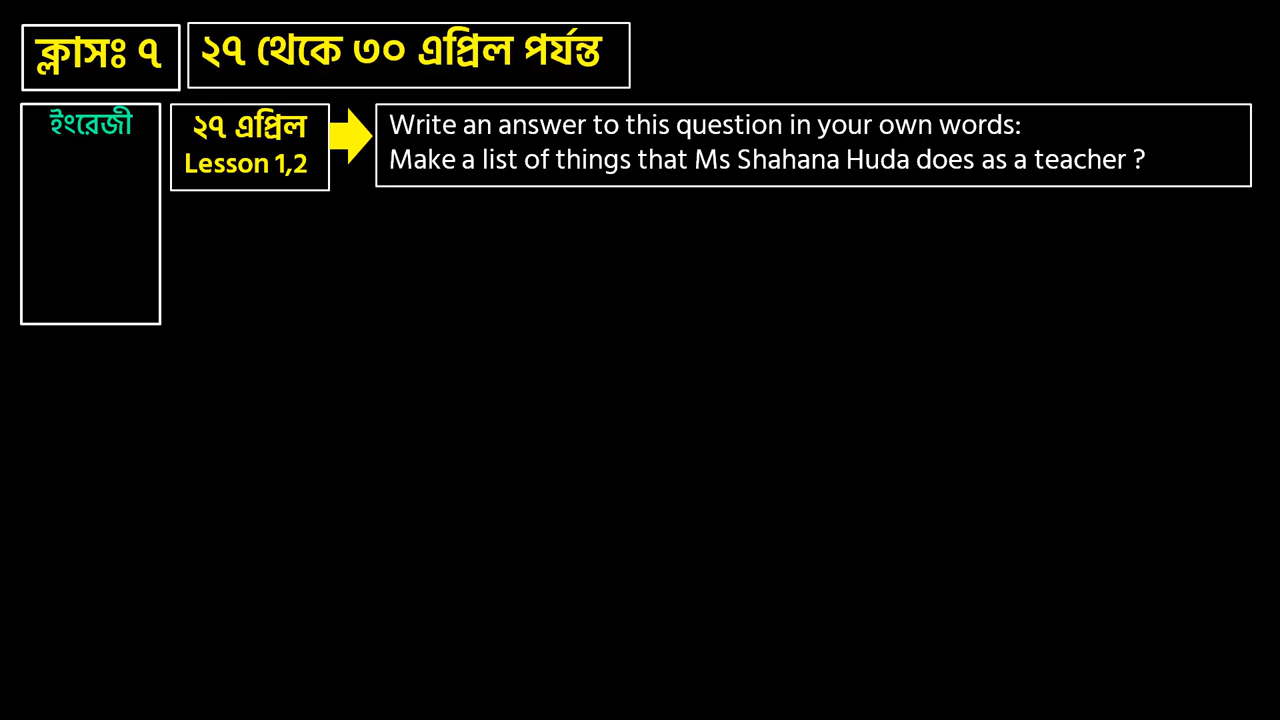 ক্লাসঃ ৭
২৭ থেকে ৩০ এপ্রিল পর্যন্ত
ইংরেজী
২৭ এপ্রিল
Lesson 1,2
Write an answer to this question in your own words:
Make a list of things that Ms Shahana Huda does as a teacher ?